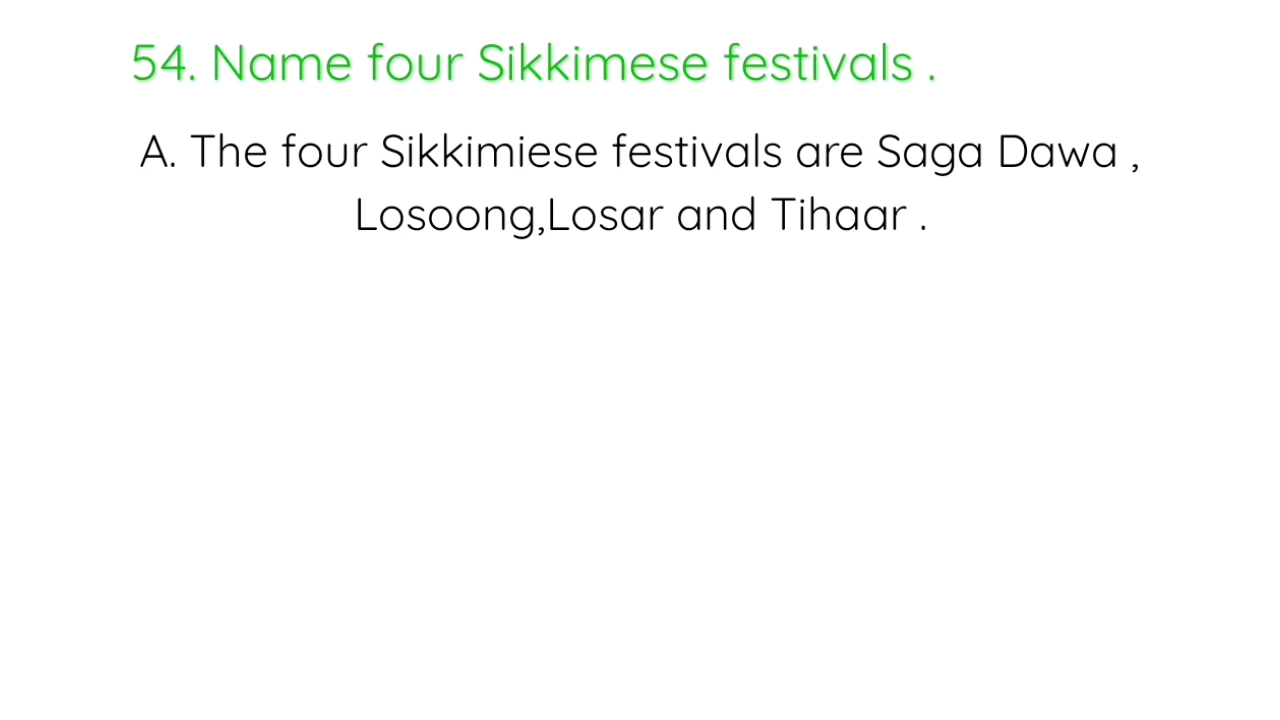 54. Name four Sikkimese festivals .
A. The four Sikkimiese festivals are Saga Dawa ,
Losoong,Losar and Tihaar .